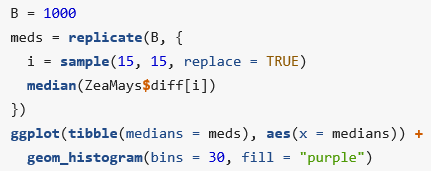 B = 1000
meds = replicate(B, {
  i = sample(15, 15, replace = TRUE)
  median(ZeaMays$diff[i])
})
ggplot(tibble(medians = meds), aes(x = medians)) +
  geom_histogram(bins = 30, fill = "purple")